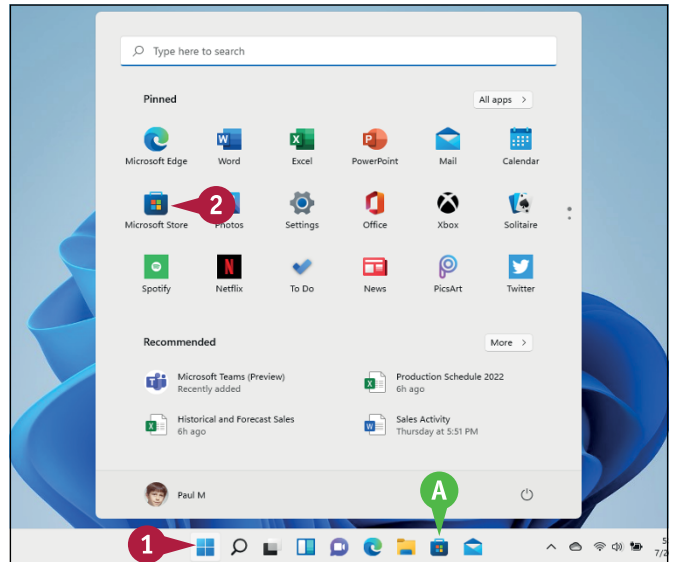 Type here to search
Pinned
All apps >
Microsoft Edge
Word
Excel
PowerPoint
Mail
Calendar
2
Microsoft Store
Photos
Settings
Office
Xbox
Solitaire
Spotify
Netflix
To Do
News
PicsArt
Twitter
Recommended
More >
Microsoft Teams (Preview)
Recently added
Production Schedule 2022
6h ago
Historical and Forecast Sales
6h ago
Sales Activity
Thursday at 5:51 PM
Paul M
A
1